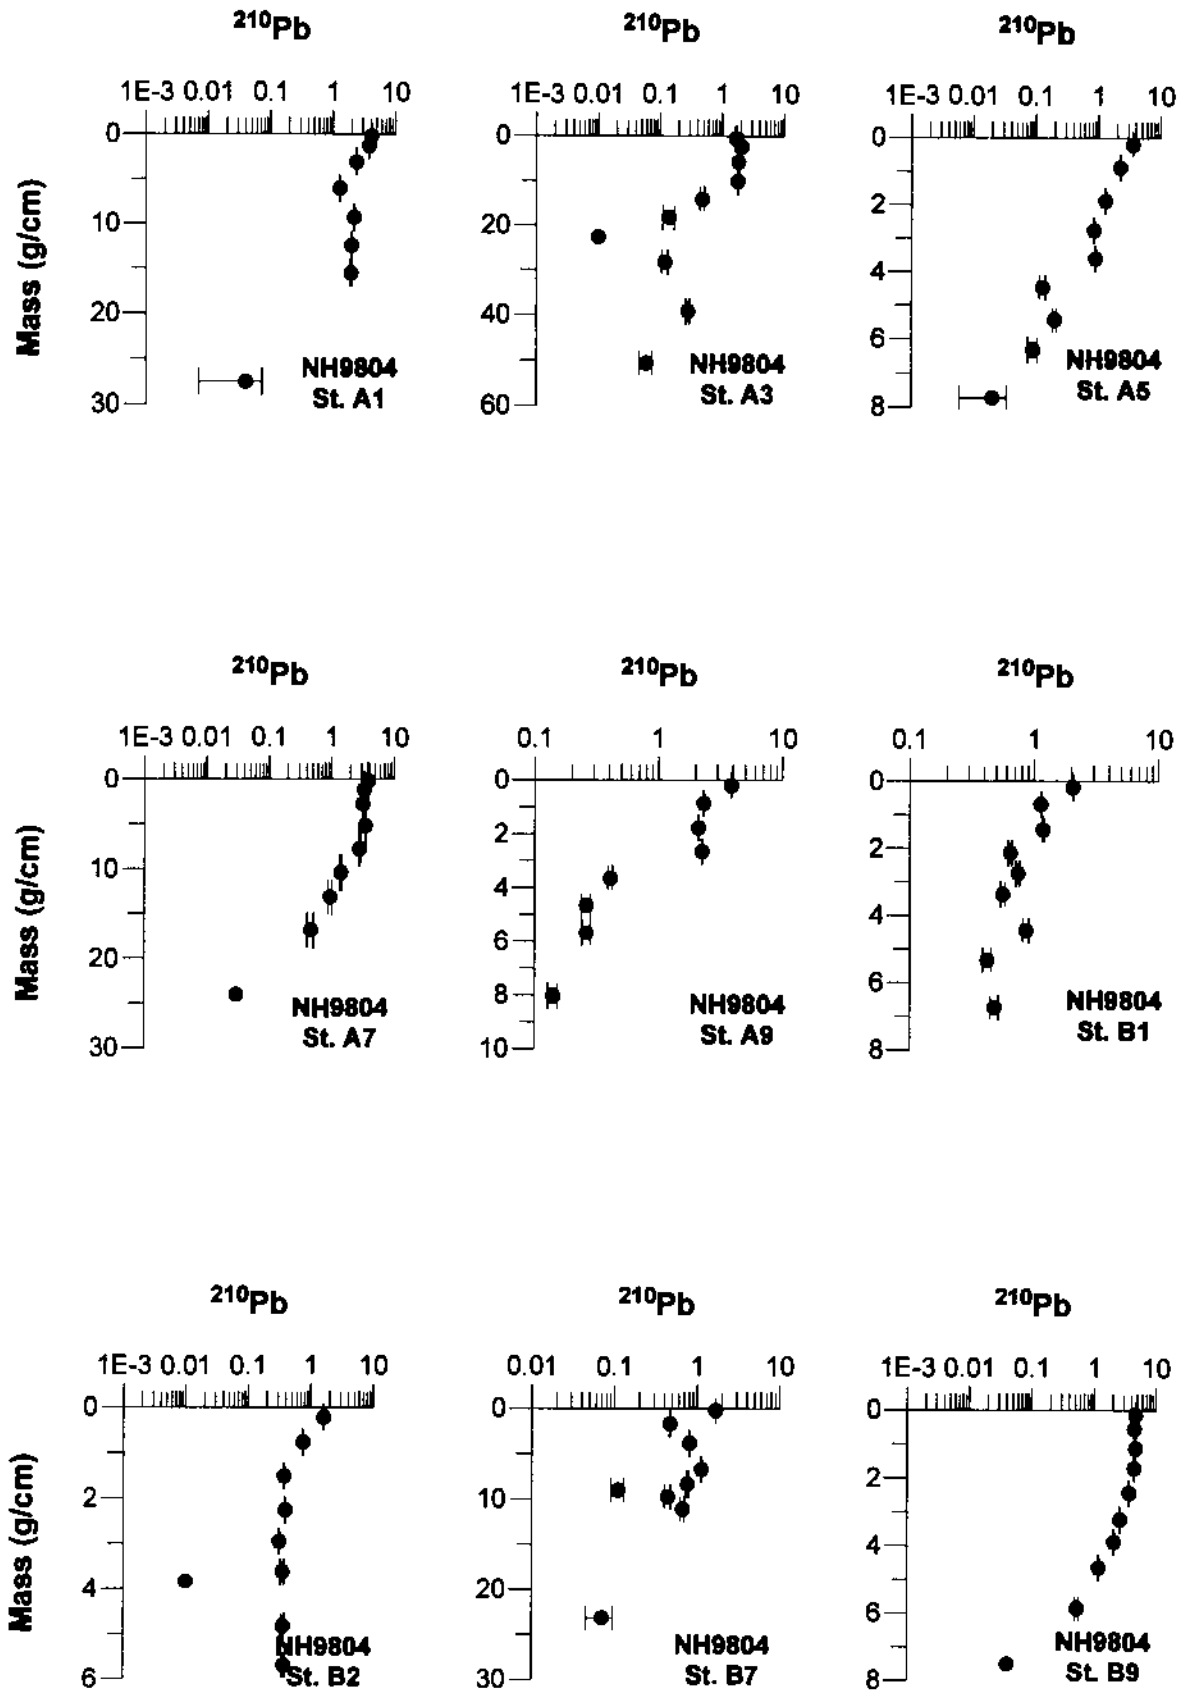 ²¹⁰Pb ²¹⁰Pb ²¹⁰Pb
1E-3 0.01 0.1 1 10 1E-3 0.01 0.1 1 10 1E-3 0.01 0.1 1 10
0 0 0
2
10 20
4
20 40
6
Mass (g/cm)
NH9804 NH9804 NH9804
St. A1 St. A3 St. A5
30 60 8
²¹⁰Pb ²¹⁰Pb ²¹⁰Pb
1E-3 0.01 0.1 1 10 0.1 1 10 0.1 1 10
0 0 0
2 2
10 4 4
20 6 6
8
Mass (g/cm)
NH9804 NH9804 NH9804
St. A7 St. A9 St. B1
30 10 8
²¹⁰Pb ²¹⁰Pb ²¹⁰Pb
1E-3 0.01 0.1 1 10 0.01 0.1 1 10 1E-3 0.01 0.1 1 10
0 0 0
2 10 2
4 20 4
6
Mass (g/cm)
NH9804 NH9804 NH9804
St. B2 St. B7 St. B9
6 30 8